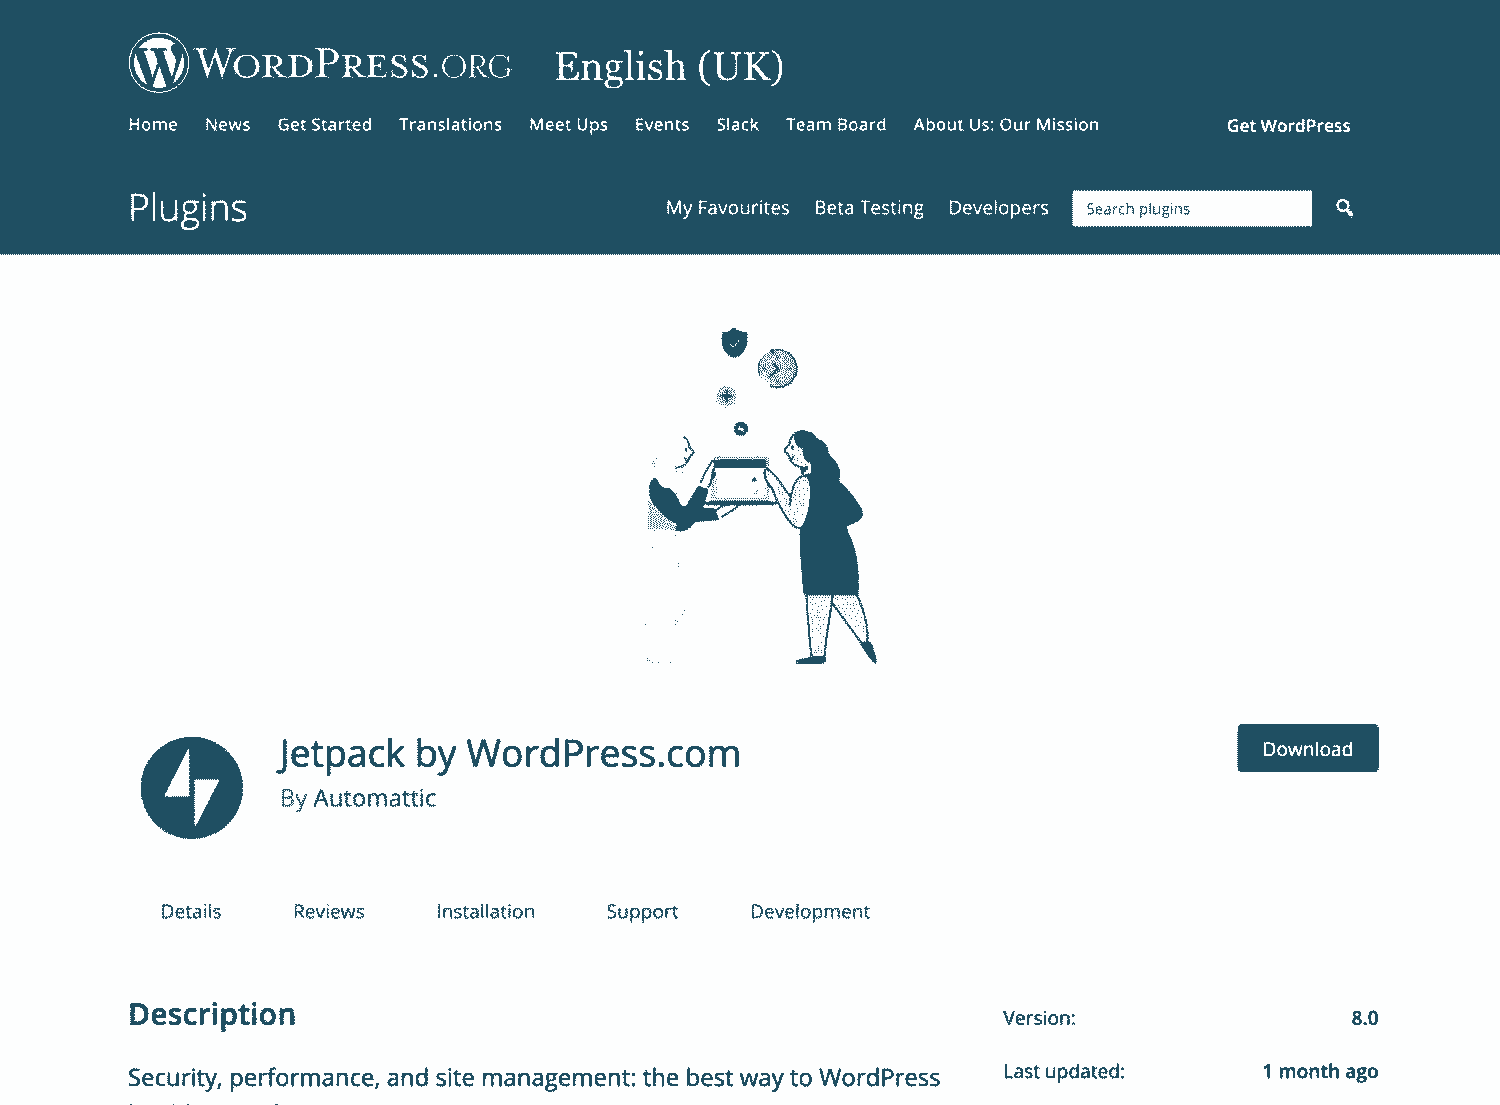 WORDPRESS.ORG English (UK)
Home News Get Started Translations Meet Ups Events Slack Team Board About Us: Our Mission Get WordPress
Plugins My Favourites Beta Testing Developers Search plugins
Jetpack by WordPress.com
Download
By Automattic
Details Reviews Installation Support Development
Description
Version: 8.0
Security, performance, and site management: the best way to WordPress
Last updated: 1 month ago